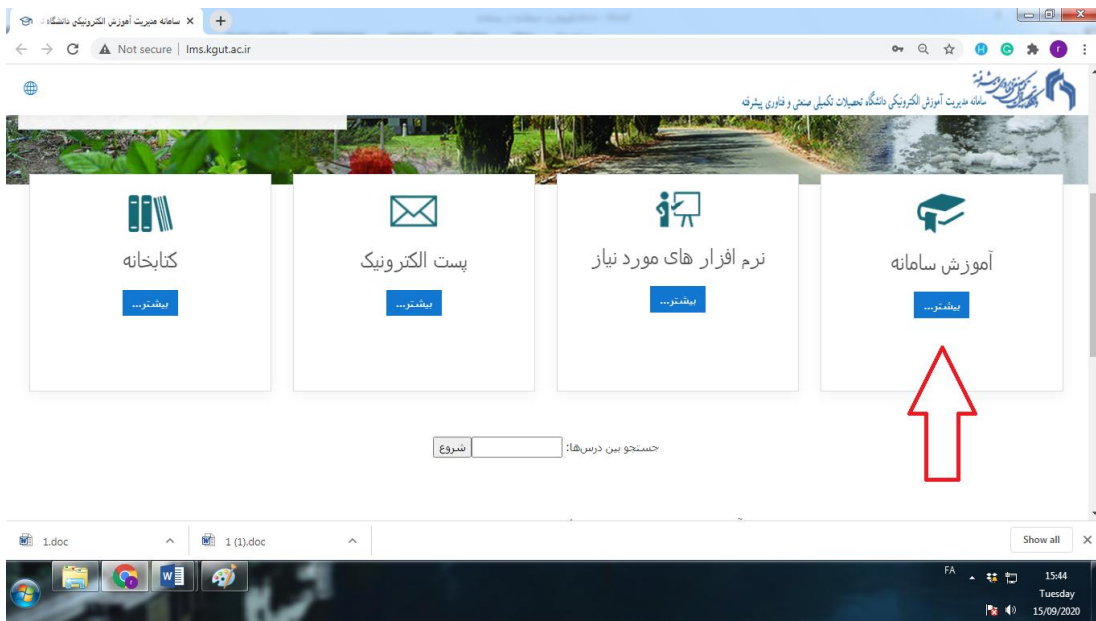 سامانه مدیریت آموزش الکترونیکی دانشگاه
Not secure | lms.kgut.ac.ir
سامانه مدیریت آموزش الکترونیکی دانشگاه تحصیلات تکمیلی صنعتی و فناوری پیشرفته
آموزش سامانه
بیشتر...
نرم افزار های مورد نیاز
بیشتر...
پست الکترونیک
بیشتر...
کتابخانه
بیشتر...
جستجو بین درس‌ها:
شروع
1.doc
1 (1).doc
Show all
FA
15:44
Tuesday
15/09/2020